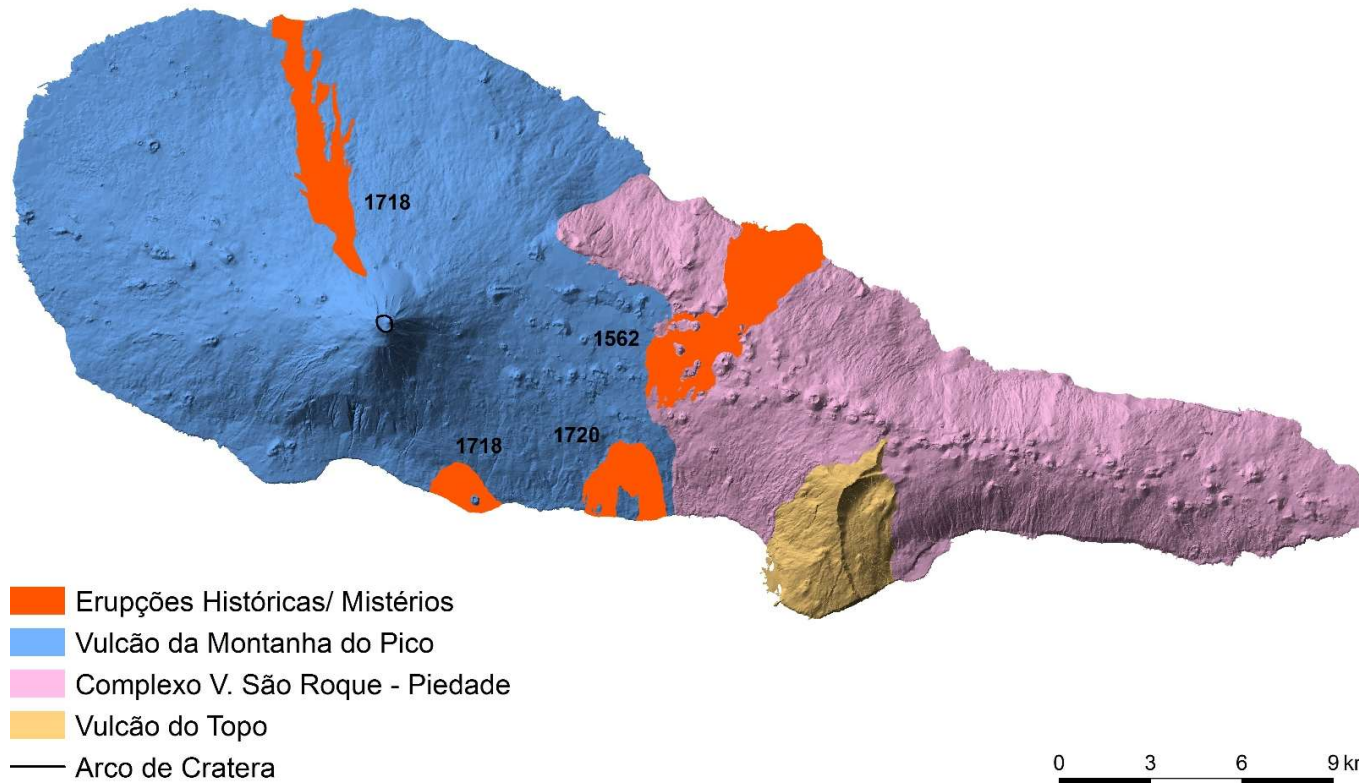 1718
1562
1718
1720
Erupções Históricas/ Mistérios
Vulcão da Montanha do Pico
Complexo V. São Roque - Piedade
Vulcão do Topo
Arco de Cratera
0 3 6 9 km